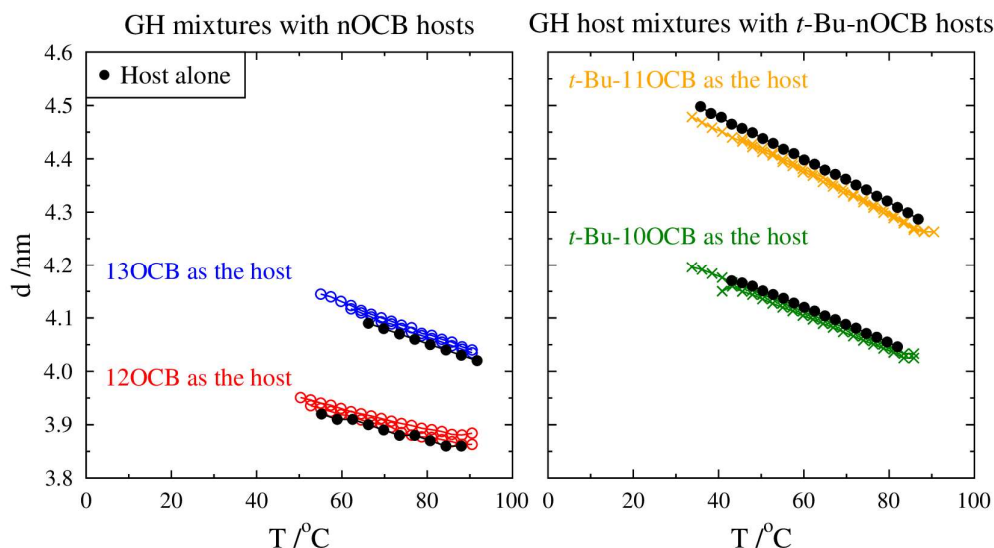 GH mixtures with nOCB hosts
GH host mixtures with t-Bu-nOCB hosts
4.6
4.5
4.4
4.3
4.2
4.1
4.0
3.9
3.8
d /nm
Host alone
13OCB as the host
12OCB as the host
0
20
40
60
80
100
T /°C
t-Bu-11OCB as the host
t-Bu-10OCB as the host
0
20
40
60
80
100
T /°C